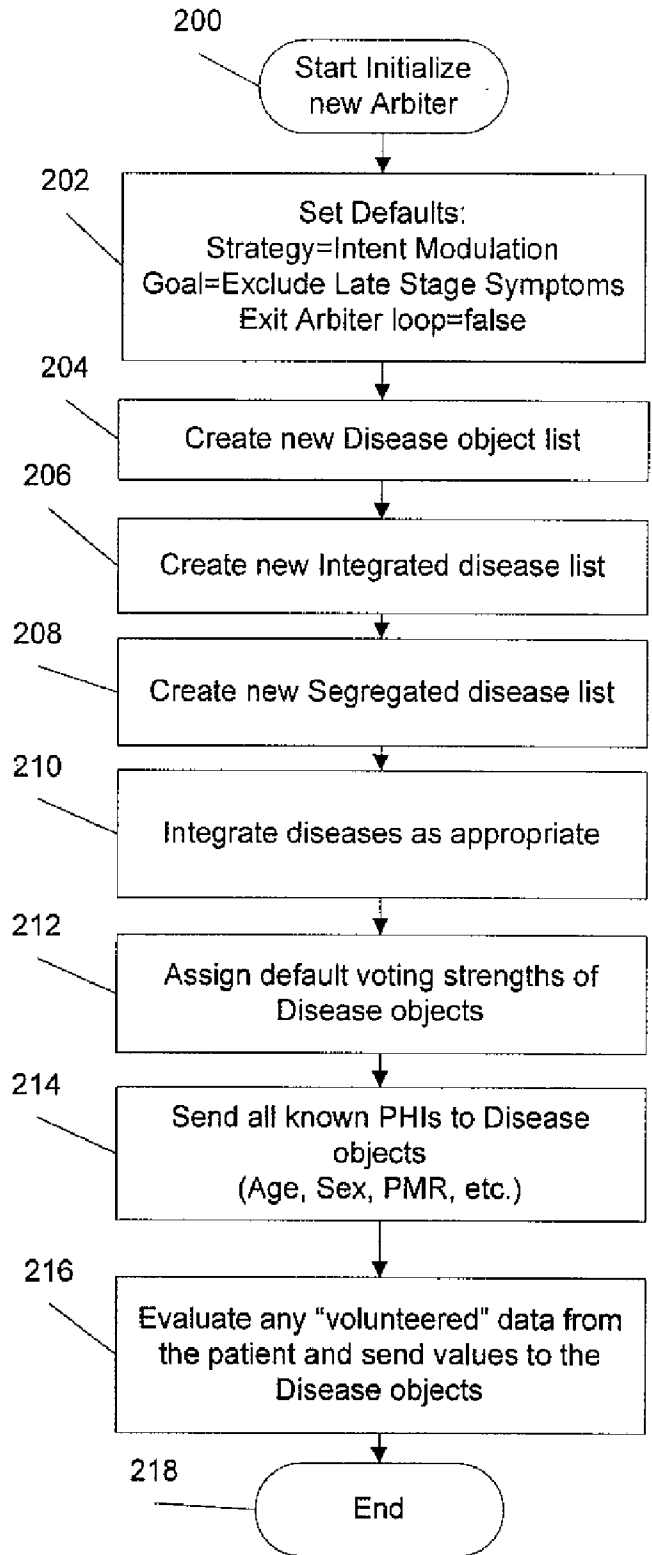 200
Start Initialize
new Arbiter
202
Set Defaults:
Strategy=Intent Modulation
Goal=Exclude Late Stage Symptoms
Exit Arbiter loop=false
204
Create new Disease object list
206
Create new Integrated disease list
208
Create new Segregated disease list
210
Integrate diseases as appropriate
212
Assign default voting strengths of
Disease objects
214
Send all known PHIs to Disease
objects
(Age, Sex, PMR, etc.)
216
Evaluate any "volunteered" data from
the patient and send values to the
Disease objects
218
End